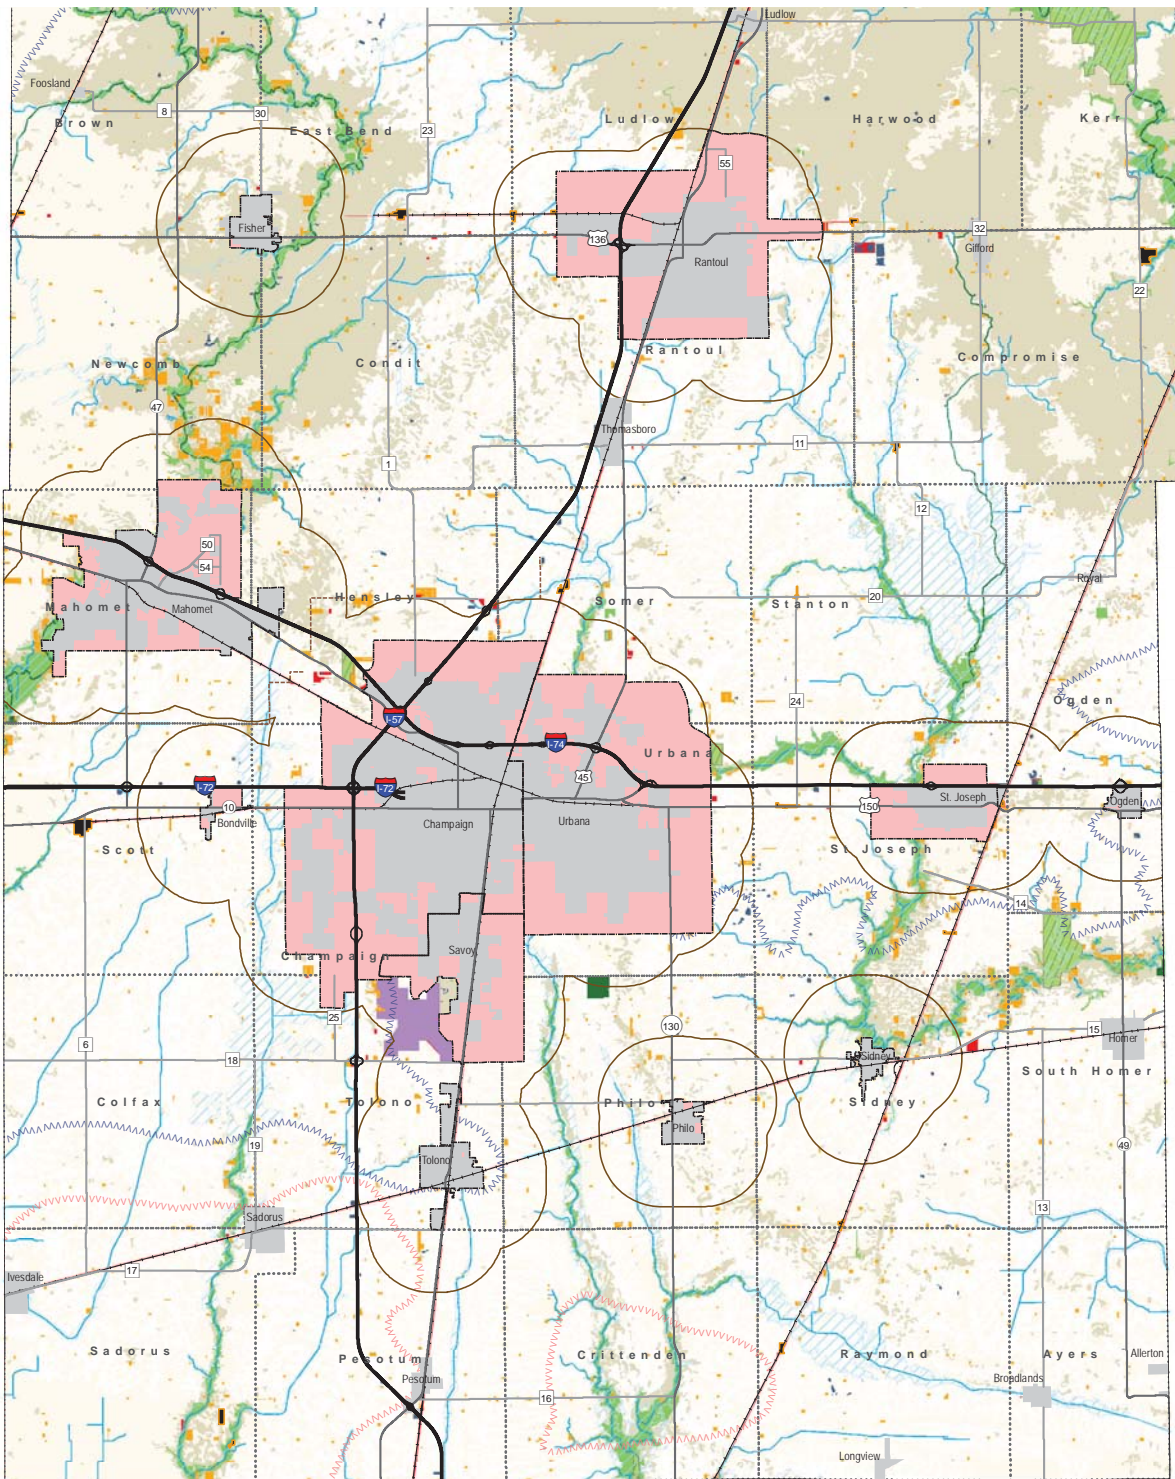 Ludlow
Foosland
8
30
Brown
East Bend
23
Ludlow
Harwood
Kerr
55
Fisher
136
Rantoul
32
Gifford
22
Newcomb
Condit
Rantoul
Compromise
47
Thomasboro
11
1
12
50
54
Mahomet
Mahomet
Hensley
Somer
Stanton
20
Royal
24
Ogden
I-57
I-74
Urbana
I-72
I-72
45
10
Bondville
Champaign
Urbana
150
St. Joseph
Ogden
Scott
St Joseph
14
Champaign
Savoy
25
130
6
18
15
Homer
Sidney
South Homer
Colfax
Tolono
Philo
Sidney
Philo
19
Tolono
49
Sadorus
13
17
Ivesdale
Sadorus
Pesotum
Crittenden
Raymond
Ayers
Allerton
Pesotum
16
Broadlands
Longview